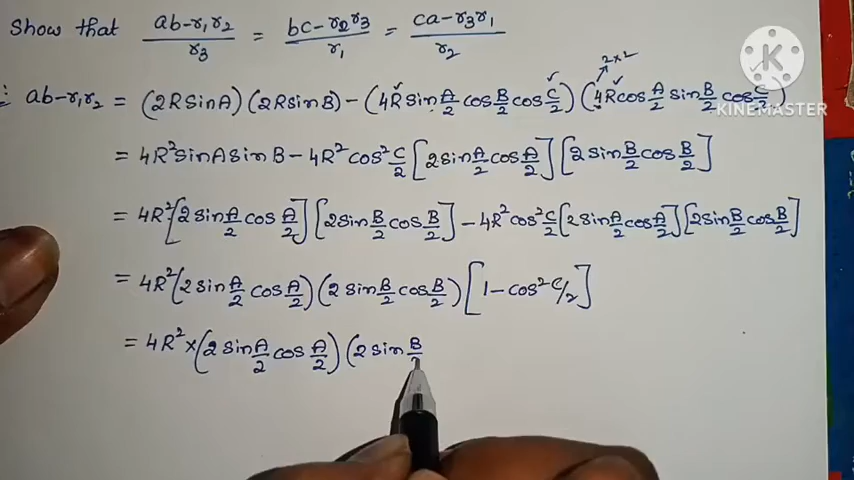 Show that (ab-r₁r₂)/r₃ = (bc-r₂r₃)/r₁ = (ca-r₃r₁)/r₂
2×2
: ab-r₁r₂ = (2R sinA)(2R sinB) - (4R sin A/2 cos B/2 cos C/2)(4R cos A/2 sin B/2 cos C/2)
K
KINEMASTER
= 4R² sinA sinB - 4R² cos² C/2 [2 sin A/2 cos A/2][2 sin B/2 cos B/2]
= 4R² [2 sin A/2 cos A/2][2 sin B/2 cos B/2] - 4R² cos² C/2 [2 sin A/2 cos A/2][2 sin B/2 cos B/2]
= 4R² (2 sin A/2 cos A/2)(2 sin B/2 cos B/2)[1 - cos² C/2]
= 4R² × (2 sin A/2 cos A/2)(2 sin B/2